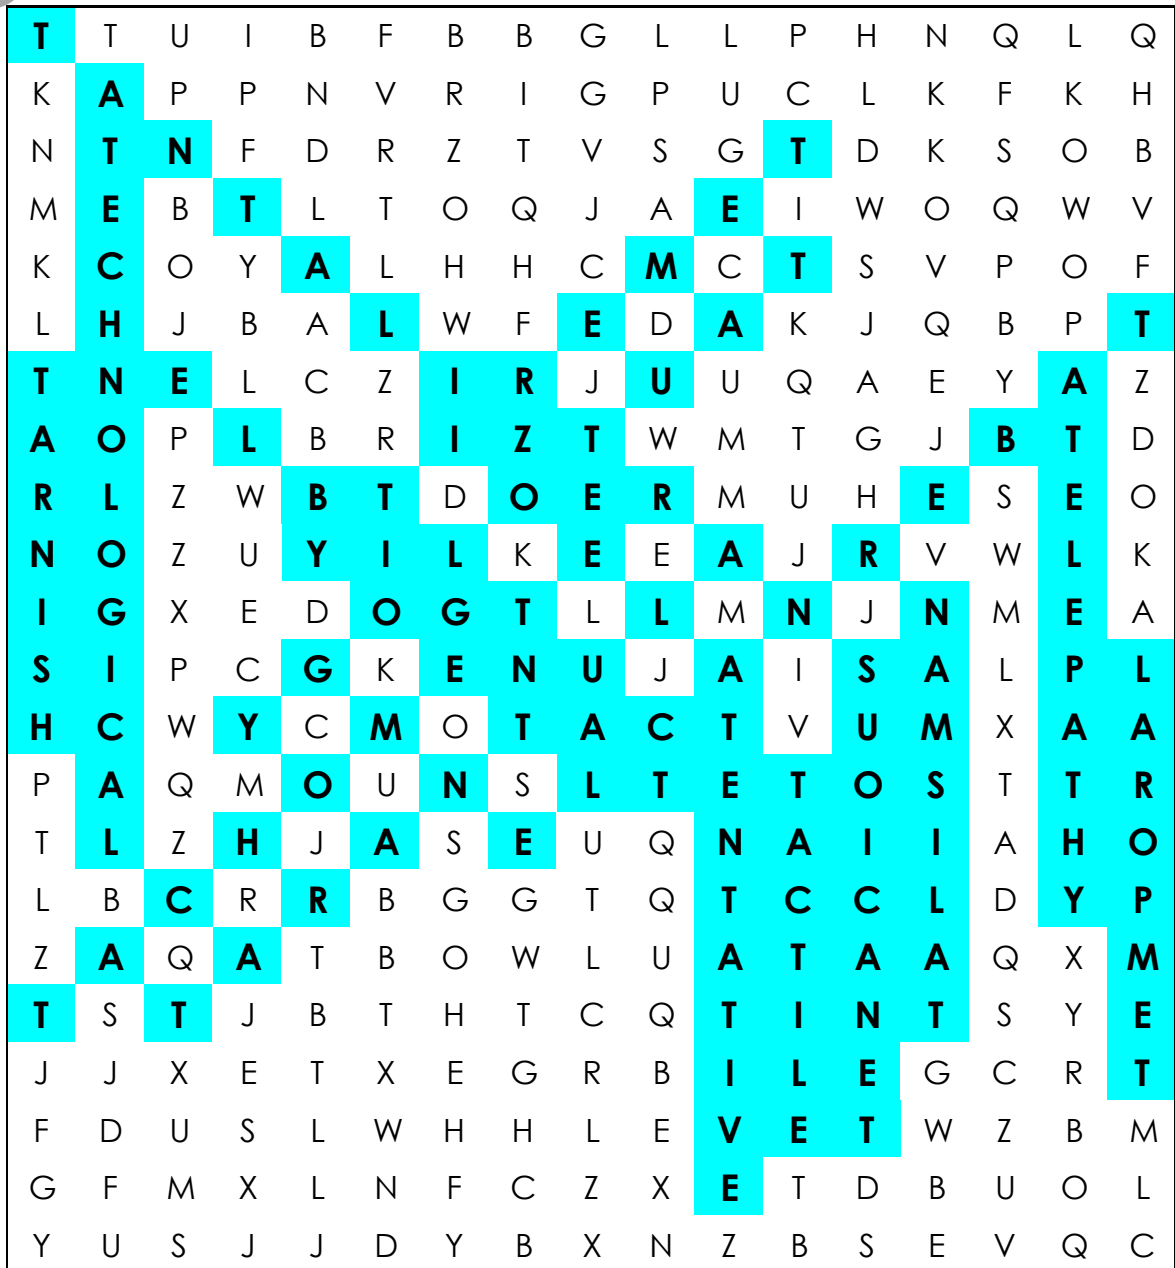 T T U I B F B B G L L P H N Q L Q
K A P P N V R I G P U C L K F K H
N T N F D R Z T V S G T D K S O B
M E B T L T O Q J A E I W O Q W V
K C O Y A L H H C M C T S V P O F
L H J B A L W F E D A K J Q B P T
T N E L C Z I R J U U Q A E Y A Z
A O P L B R I Z T W M T G J B T D
R L Z W B T D O E R M U H E S E O
N O Z U Y I L K E E A J R V W L K
I G X E D O G T L L M N J N M E A
S I P C G K E N U J A I S A L P L
H C W Y C M O T A C T V U M X A A
P A Q M O U N S L T E T O S T T R
T L Z H J A S E U Q N A I I A H O
L B C R R B G G T Q T C C L D Y P
Z A Q A T B O W L U A T A A Q X M
T S T J B T H T C Q T I N T S Y E
J J X E T X E G R B I L E G C R T
F D U S L W H H L E V E T W Z B M
G F M X L N F C Z X E T D B U O L
Y U S J J D Y B X N Z B S E V Q C